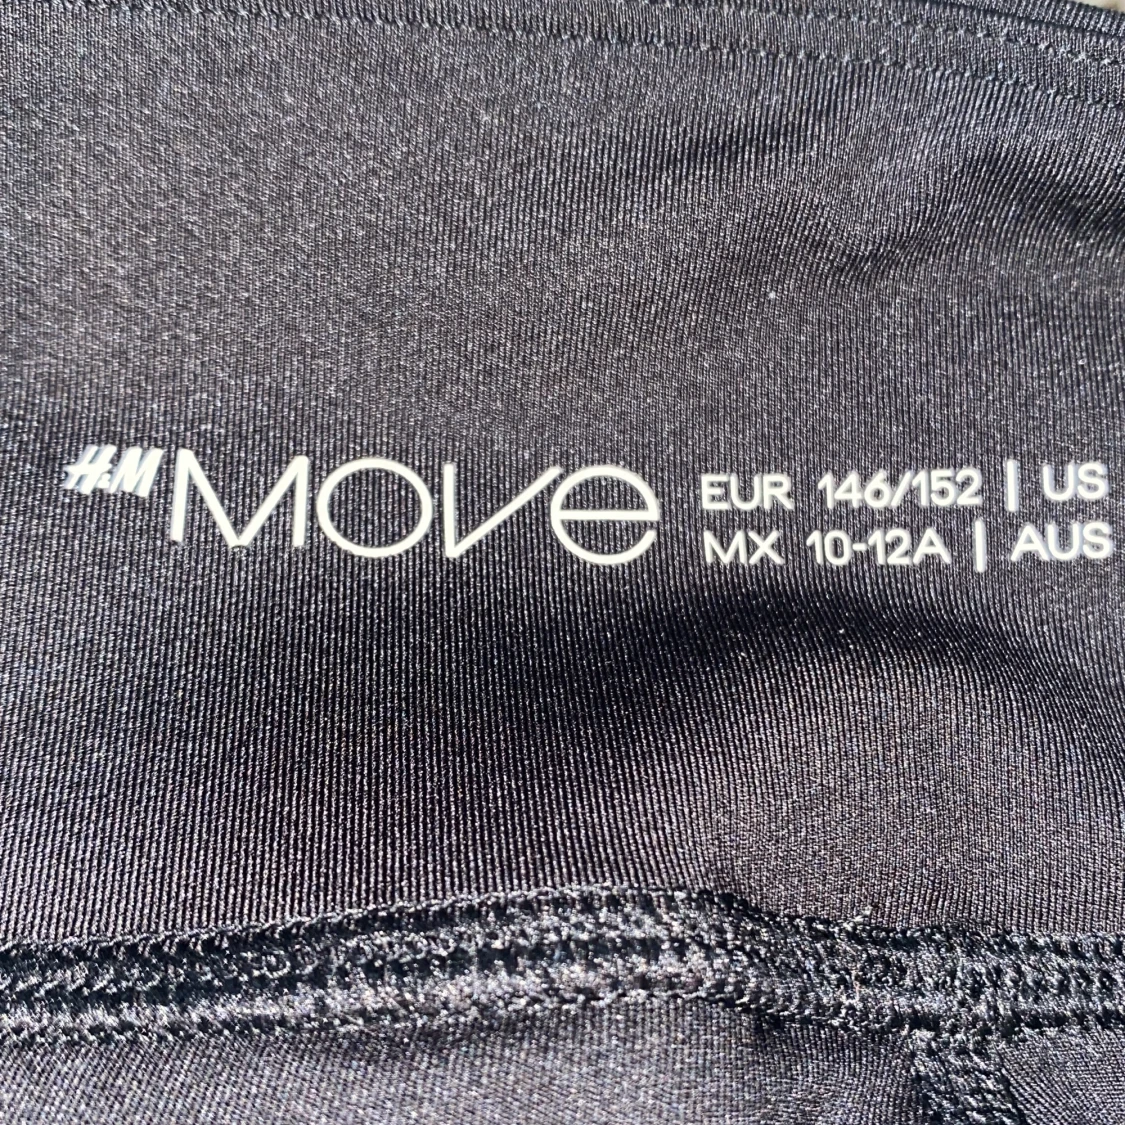 H&M Move
EUR 146/152 | US
MX 10-12A | AUS